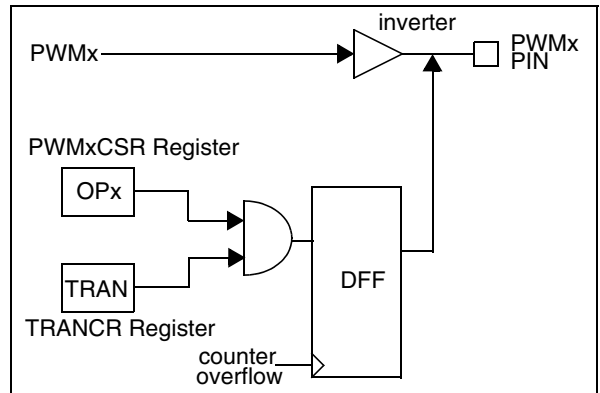 inverter
PWMx
PWMx
PIN
PWMxCSR Register
OPx
TRAN
DFF
TRANCR Register
counter
overflow